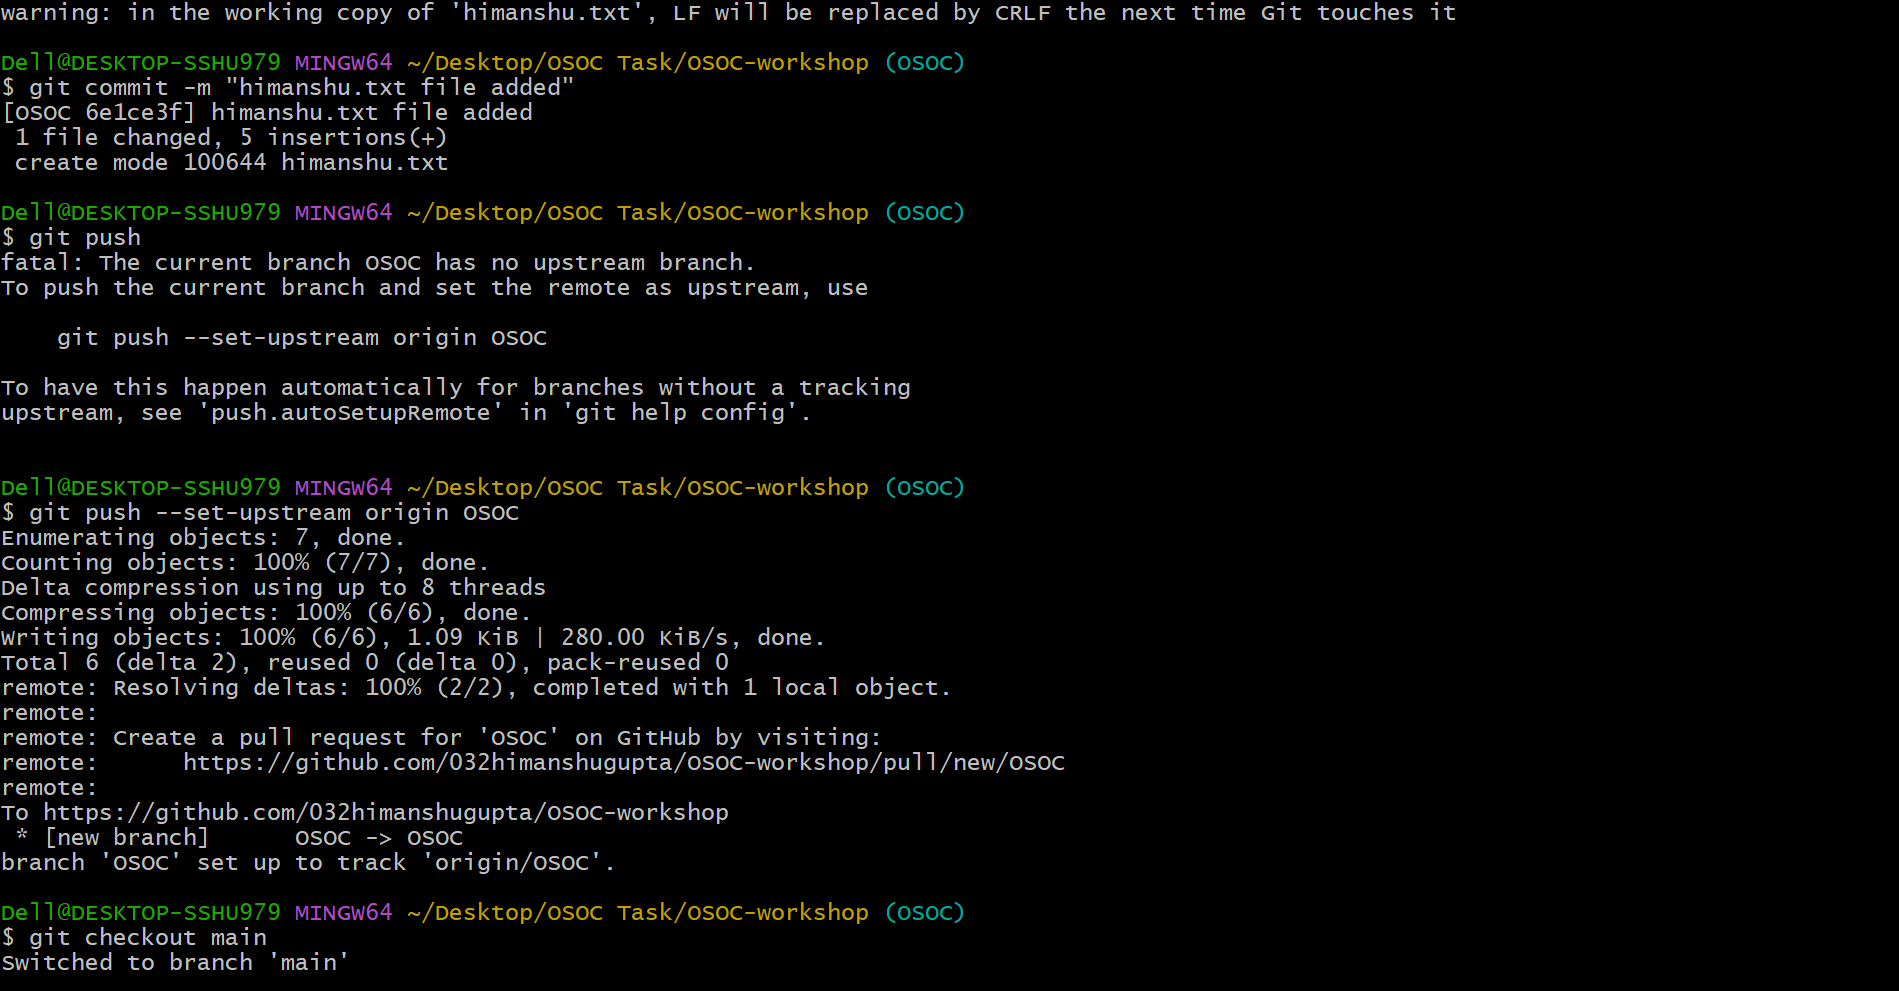 warning: in the working copy of 'himanshu.txt', LF will be replaced by CRLF the next time Git touches it
Dell@DESKTOP-SSHU979 MINGW64 ~/Desktop/OSOC Task/OSOC-workshop (OSOC)
$ git commit -m "himanshu.txt file added"
[OSOC 6e1ce3f] himanshu.txt file added
 1 file changed, 5 insertions(+)
 create mode 100644 himanshu.txt
Dell@DESKTOP-SSHU979 MINGW64 ~/Desktop/OSOC Task/OSOC-workshop (OSOC)
$ git push
fatal: The current branch OSOC has no upstream branch.
To push the current branch and set the remote as upstream, use
    git push --set-upstream origin OSOC
To have this happen automatically for branches without a tracking
upstream, see 'push.autoSetupRemote' in 'git help config'.
Dell@DESKTOP-SSHU979 MINGW64 ~/Desktop/OSOC Task/OSOC-workshop (OSOC)
$ git push --set-upstream origin OSOC
Enumerating objects: 7, done.
Counting objects: 100% (7/7), done.
Delta compression using up to 8 threads
Compressing objects: 100% (6/6), done.
Writing objects: 100% (6/6), 1.09 KiB | 280.00 KiB/s, done.
Total 6 (delta 2), reused 0 (delta 0), pack-reused 0
remote: Resolving deltas: 100% (2/2), completed with 1 local object.
remote:
remote: Create a pull request for 'OSOC' on GitHub by visiting:
remote:      https://github.com/032himanshugupta/OSOC-workshop/pull/new/OSOC
remote:
To https://github.com/032himanshugupta/OSOC-workshop
 * [new branch]      OSOC -> OSOC
branch 'OSOC' set up to track 'origin/OSOC'.
Dell@DESKTOP-SSHU979 MINGW64 ~/Desktop/OSOC Task/OSOC-workshop (OSOC)
$ git checkout main
Switched to branch 'main'